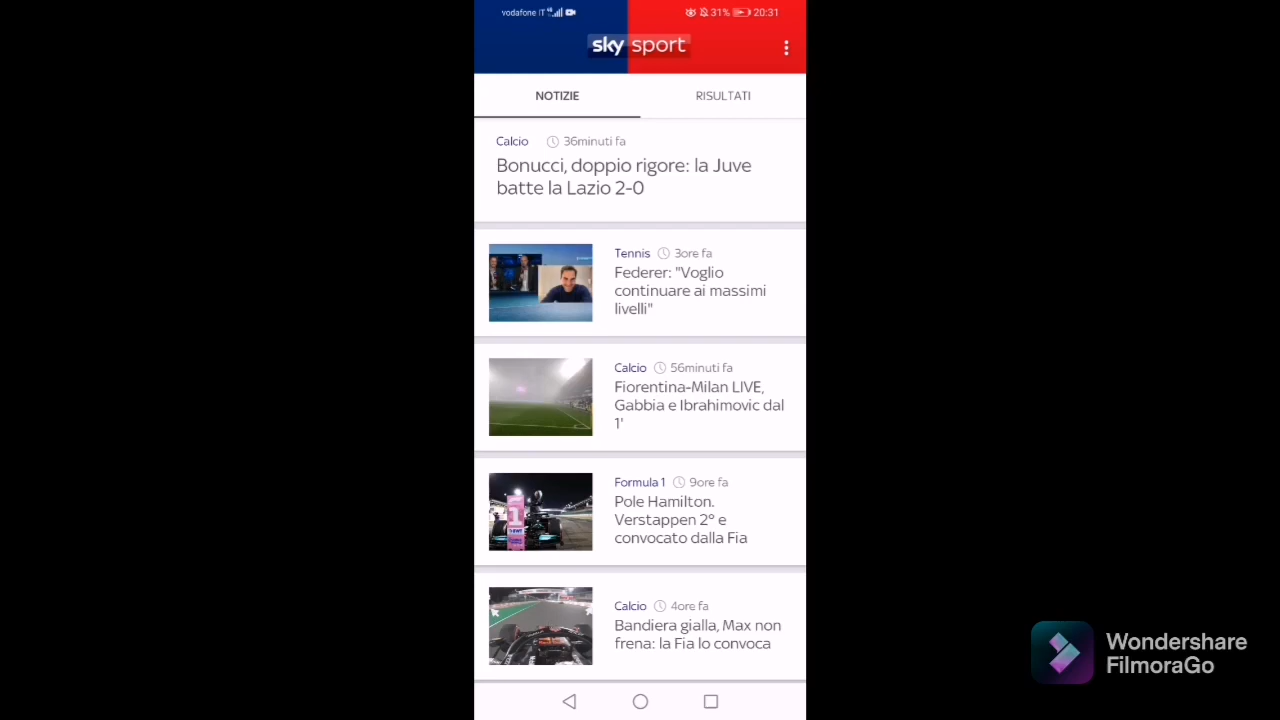 vodafone IT
31%
20:31
sky sport
NOTIZIE
RISULTATI
Calcio 36minuti fa
Bonucci, doppio rigore: la Juve
batte la Lazio 2-0
Tennis 3ore fa
Federer: "Voglio
continuare ai massimi
livelli"
Calcio 56minuti fa
Fiorentina-Milan LIVE,
Gabbia e Ibrahimovic dal
1'
Formula 1 9ore fa
Pole Hamilton.
Verstappen 2° e
convocato dalla Fia
1
Calcio 4ore fa
Bandiera gialla, Max non
frena: la Fia lo convoca
Wondershare
FilmoraGo